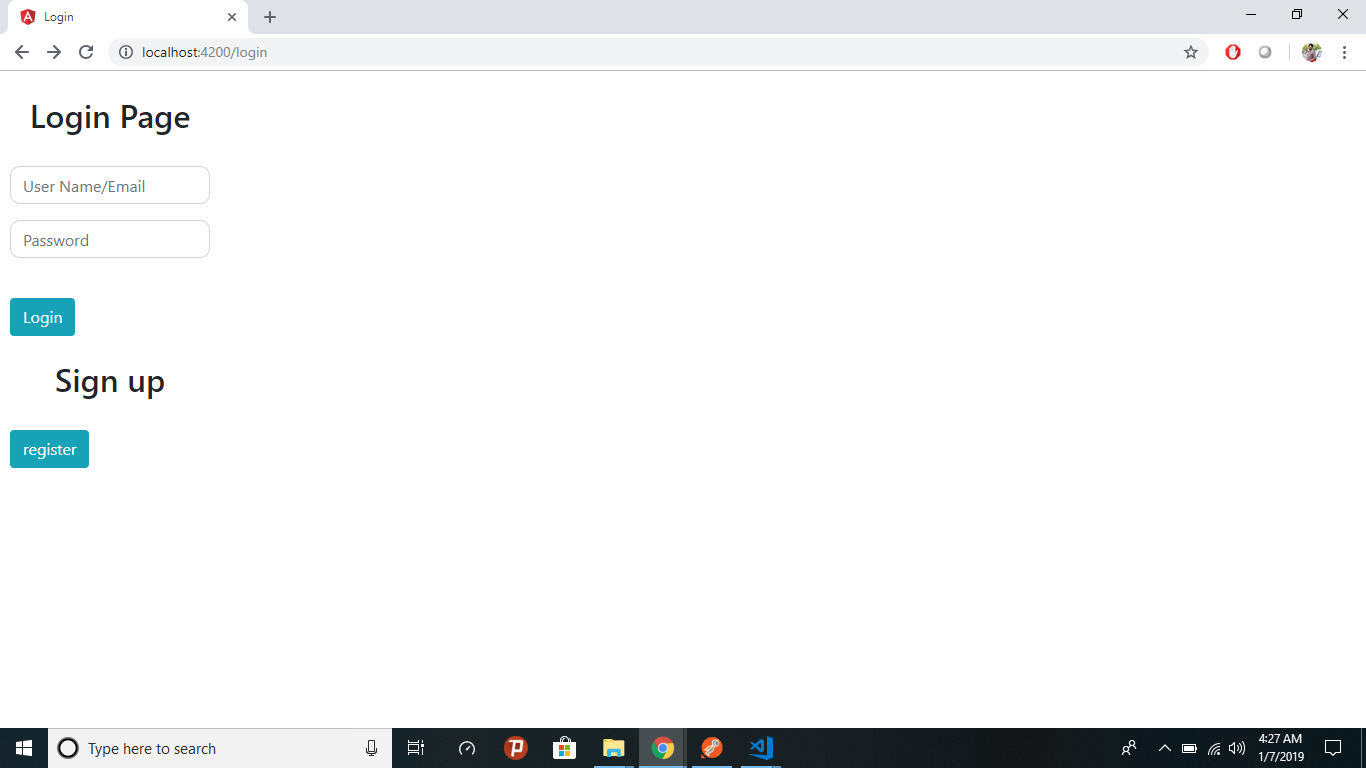 Login
localhost:4200/login
Login Page
User Name/Email
Password
Login
Sign up
register
Type here to search
4:27 AM
1/7/2019